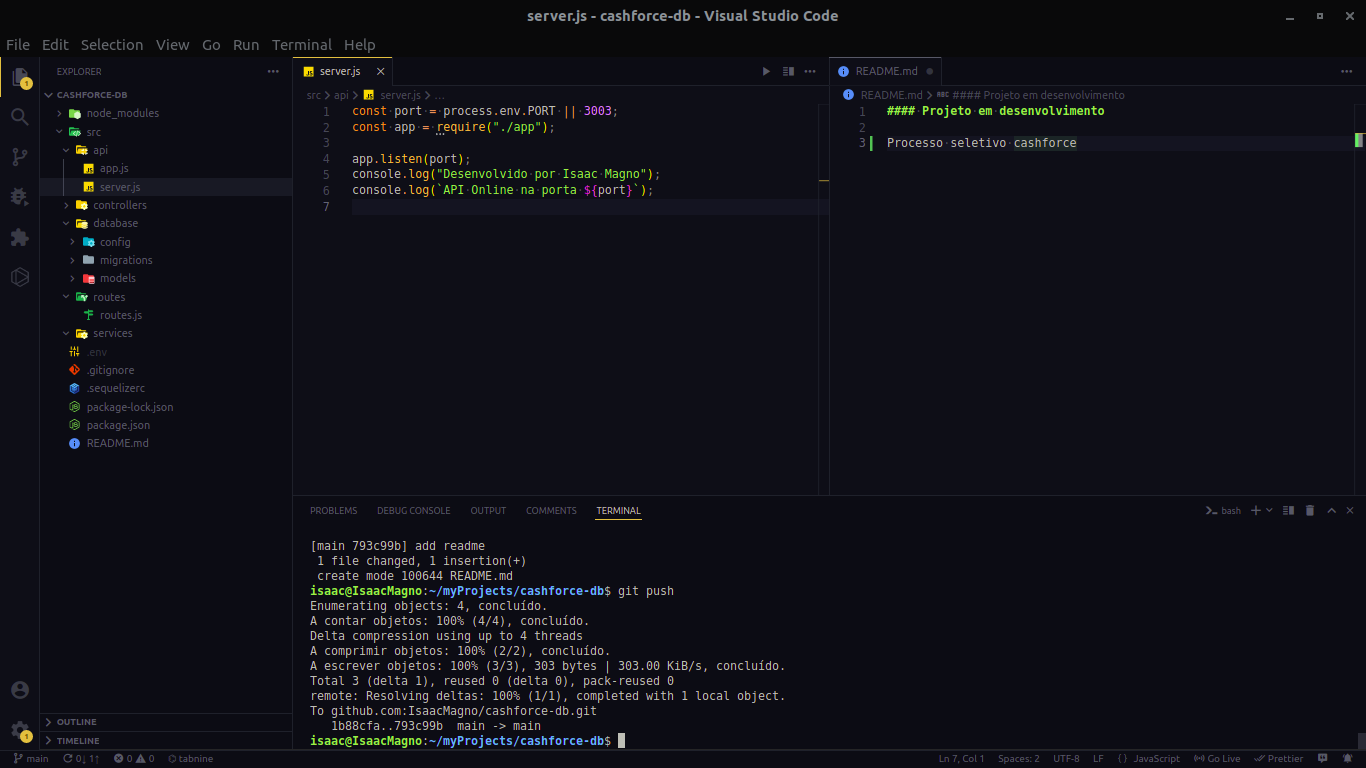 server.js - cashforce-db - Visual Studio Code
File Edit Selection View Go Run Terminal Help
EXPLORER
CASHFORCE-DB
node_modules
src
api
app.js
server.js
controllers
database
config
migrations
models
routes
routes.js
services
.env
.gitignore
.sequelizerc
package-lock.json
package.json
README.md
OUTLINE
TIMELINE
1
1
JS server.js
src > api > JS server.js > ...
1 const port = process.env.PORT || 3003;
2 const app = require("./app");
3
4 app.listen(port);
5 console.log("Desenvolvido por Isaac Magno");
6 console.log(`API Online na porta ${port}`);
7
README.md
README.md > #### Projeto em desenvolvimento
1 #### Projeto em desenvolvimento
2
3 Processo seletivo cashforce
PROBLEMS DEBUG CONSOLE OUTPUT COMMENTS TERMINAL
bash
[main 793c99b] add readme
1 file changed, 1 insertion(+)
create mode 100644 README.md
isaac@IsaacMagno:~/myProjects/cashforce-db$ git push
Enumerating objects: 4, concluído.
A contar objetos: 100% (4/4), concluído.
Delta compression using up to 4 threads
A comprimir objetos: 100% (2/2), concluído.
A escrever objetos: 100% (3/3), 303 bytes | 303.00 KiB/s, concluído.
Total 3 (delta 1), reused 0 (delta 0), pack-reused 0
remote: Resolving deltas: 100% (1/1), completed with 1 local object.
To github.com:IsaacMagno/cashforce-db.git
1b88cfa..793c99b main -> main
isaac@IsaacMagno:~/myProjects/cashforce-db$
main 0↓ 1↑ 0 0 tabnine Ln 7, Col 1 Spaces: 2 UTF-8 LF { } JavaScript Go Live Prettier